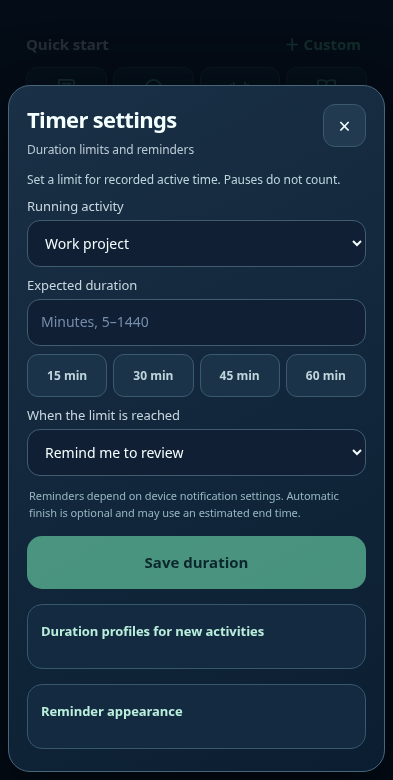 Quick start
+ Custom
Timer settings
×
Duration limits and reminders
Set a limit for recorded active time. Pauses do not count.
Running activity
Work project
Expected duration
Minutes, 5–1440
15 min
30 min
45 min
60 min
When the limit is reached
Remind me to review
Reminders depend on device notification settings. Automatic
finish is optional and may use an estimated end time.
Save duration
Duration profiles for new activities
Reminder appearance